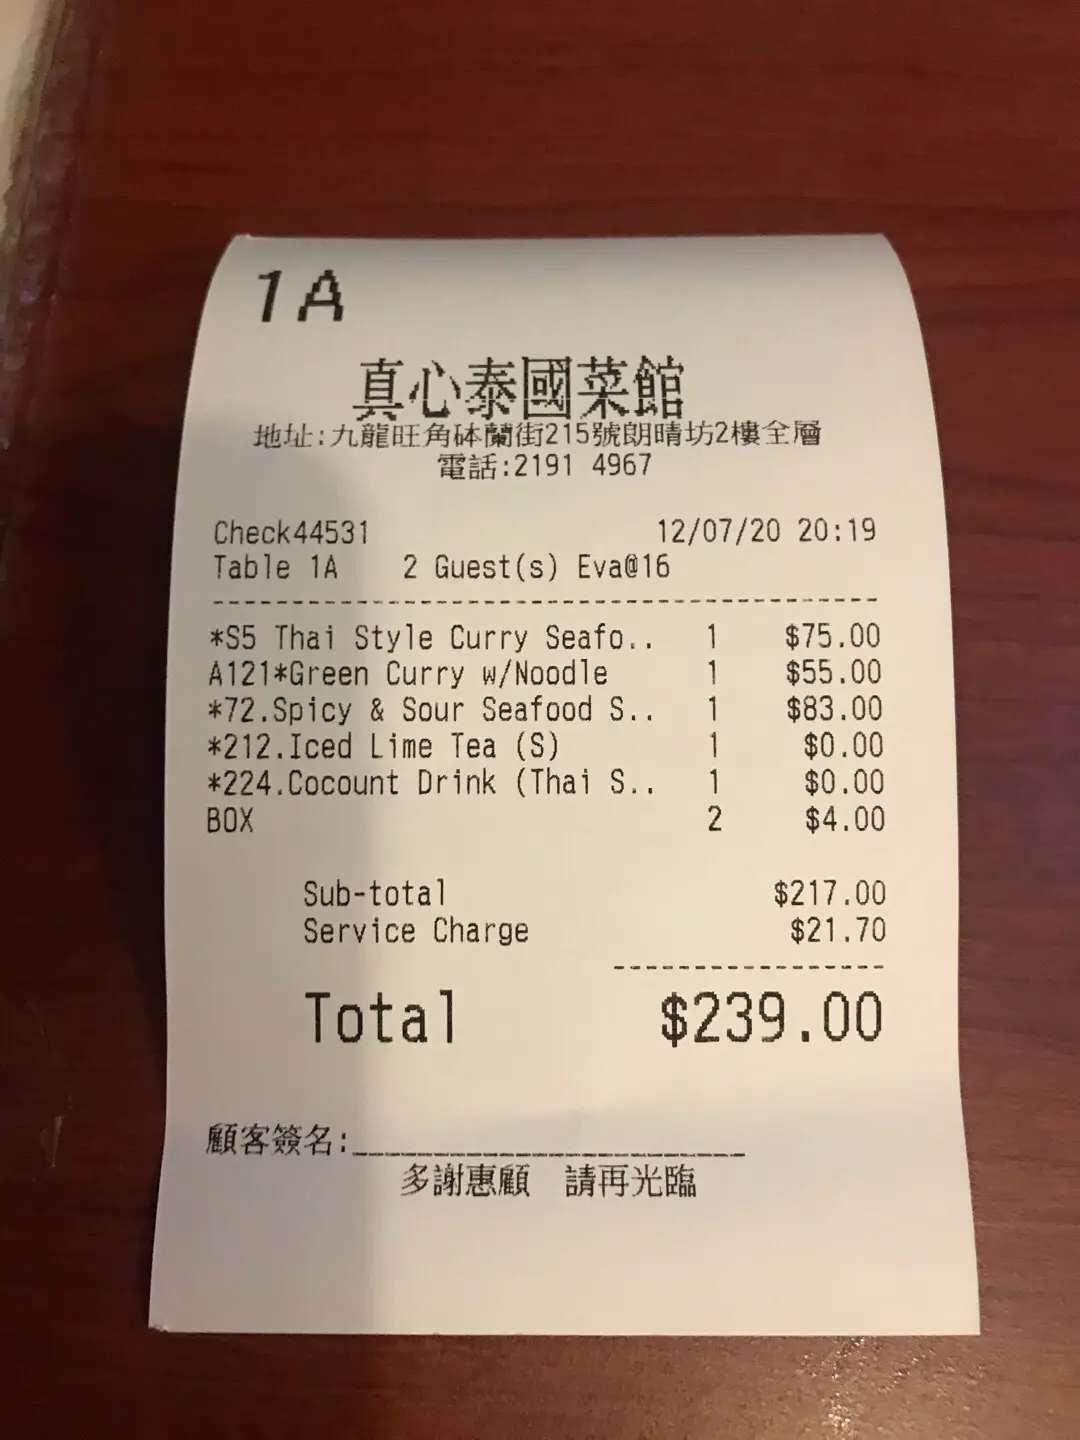 1A
真心泰國菜館
地址:九龍旺角砵蘭街215號朗晴坊2樓全層
電話:2191 4967
Check44531 12/07/20 20:19
Table 1A 2 Guest(s) Eva@16
*S5 Thai Style Curry Seafo.. 1 $75.00
A121*Green Curry w/Noodle 1 $55.00
*72.Spicy & Sour Seafood S.. 1 $83.00
*212.Iced Lime Tea (S) 1 $0.00
*224.Cocount Drink (Thai S.. 1 $0.00
BOX 2 $4.00
Sub-total $217.00
Service Charge $21.70
Total $239.00
顧客簽名:
多謝惠顧 請再光臨